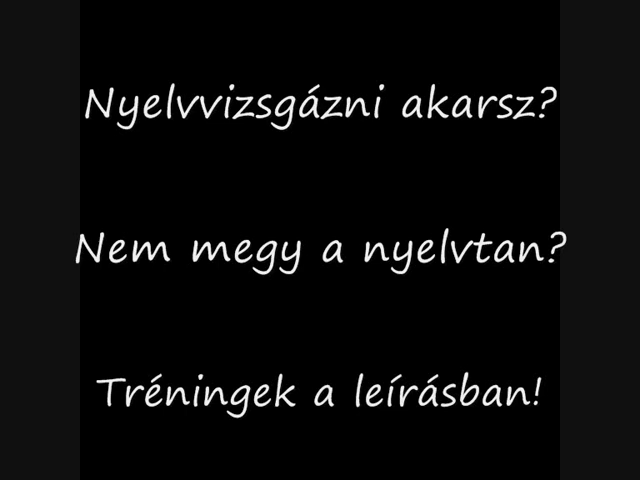 Nyelvvizsgázni akarsz?
Nem megy a nyelvtan?
Tréningek a leírásban!